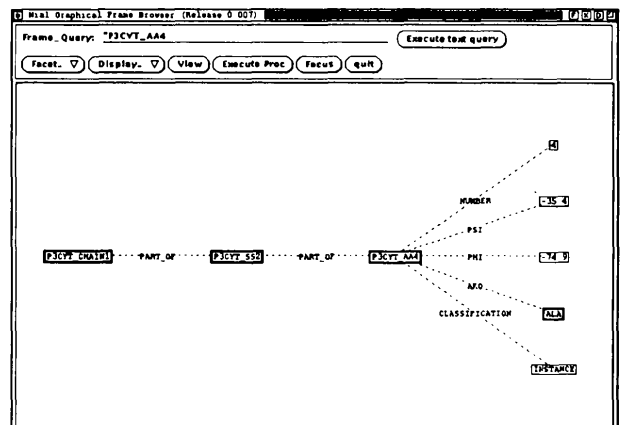 Nial Graphical Frame Browser (Release 0.007)
Frame_Query: "P3CYT_AA4
Execute text query
Facet. ▽ Display. ▽ View Execute Proc Focus quit
4
NUMBER
-35.4
PSI
P3CYT_CHAIN1 PART_OF P3CYT_SS2 PART_OF P3CYT_AA4 PHI -74.9
AKO
CLASSIFICATION ALA
INSTANCE